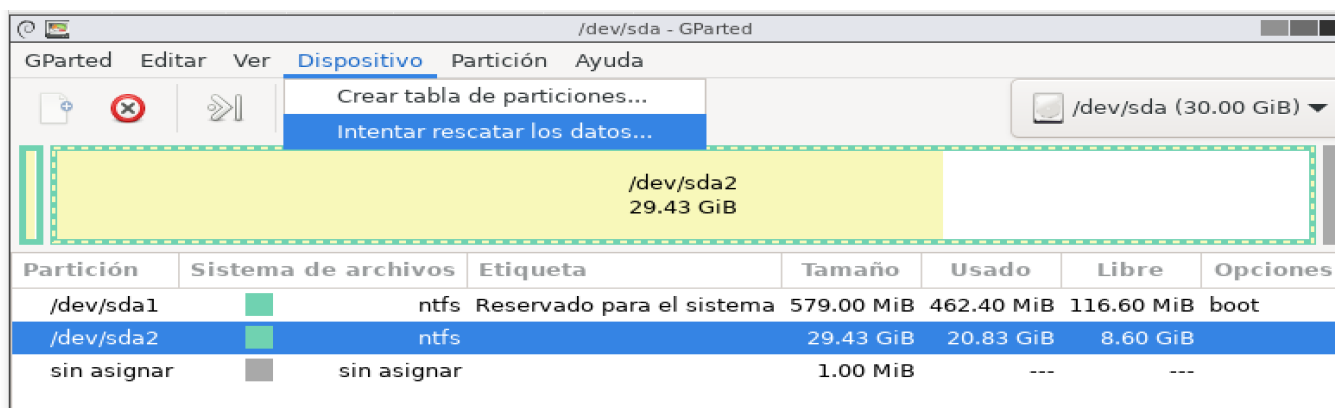 /dev/sda - GParted
GParted Editar Ver Dispositivo Partición Ayuda
Crear tabla de particiones...
/dev/sda (30.00 GiB)
Intentar rescatar los datos...
/dev/sda2
29.43 GiB
Partición Sistema de archivos Etiqueta Tamaño Usado Libre Opciones
/dev/sda1 ntfs Reservado para el sistema 579.00 MiB 462.40 MiB 116.60 MiB boot
/dev/sda2 ntfs 29.43 GiB 20.83 GiB 8.60 GiB
sin asignar sin asignar 1.00 MiB --- ---